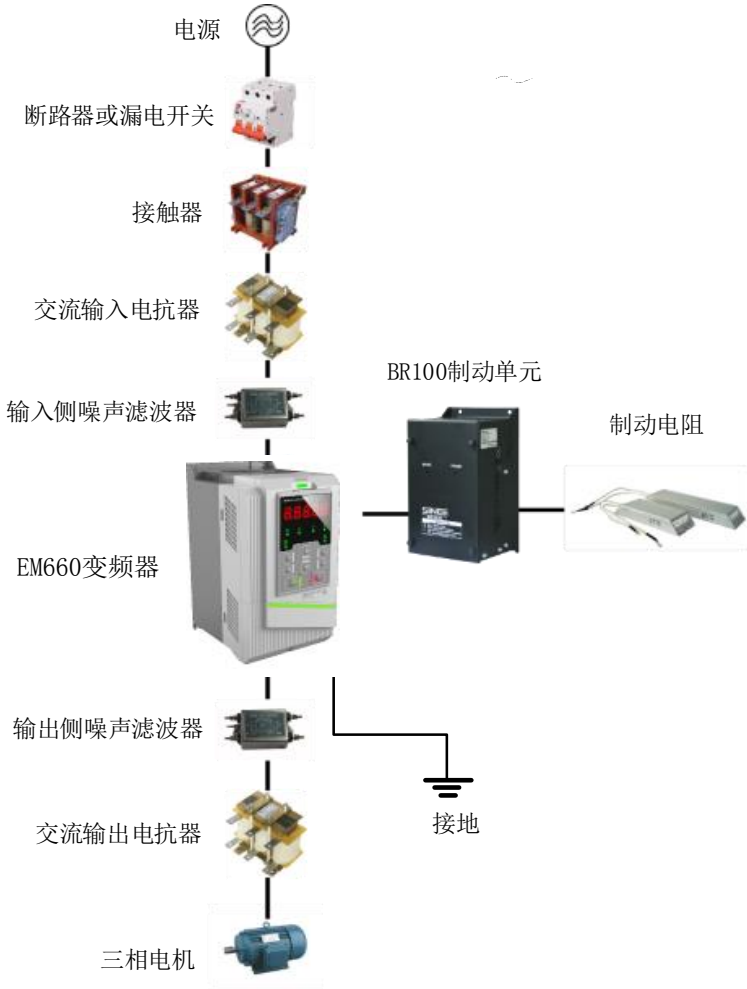 电源
断路器或漏电开关
接触器
交流输入电抗器
输入侧噪声滤波器
BR100制动单元
制动电阻
SINE
EM660变频器
输出侧噪声滤波器
接地
交流输出电抗器
三相电机